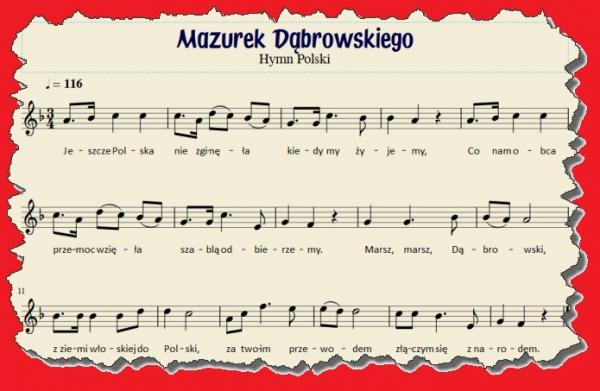 Mazurek Dąbrowskiego
Hymn Polski
♩ = 116
3
4
Je - szcze Pol - ska nie zgi-nę - ła kie - dy my ży - je - my, Co nam o - bca
prze-moc wzię - ła sza - blą od - bie - rze - my. Marsz, marsz, Dą - bro - wski,
11
z zie mi wło - skiej do Pol - ski, za two im prze - wo - dem złą-czym się z na - ro - dem.